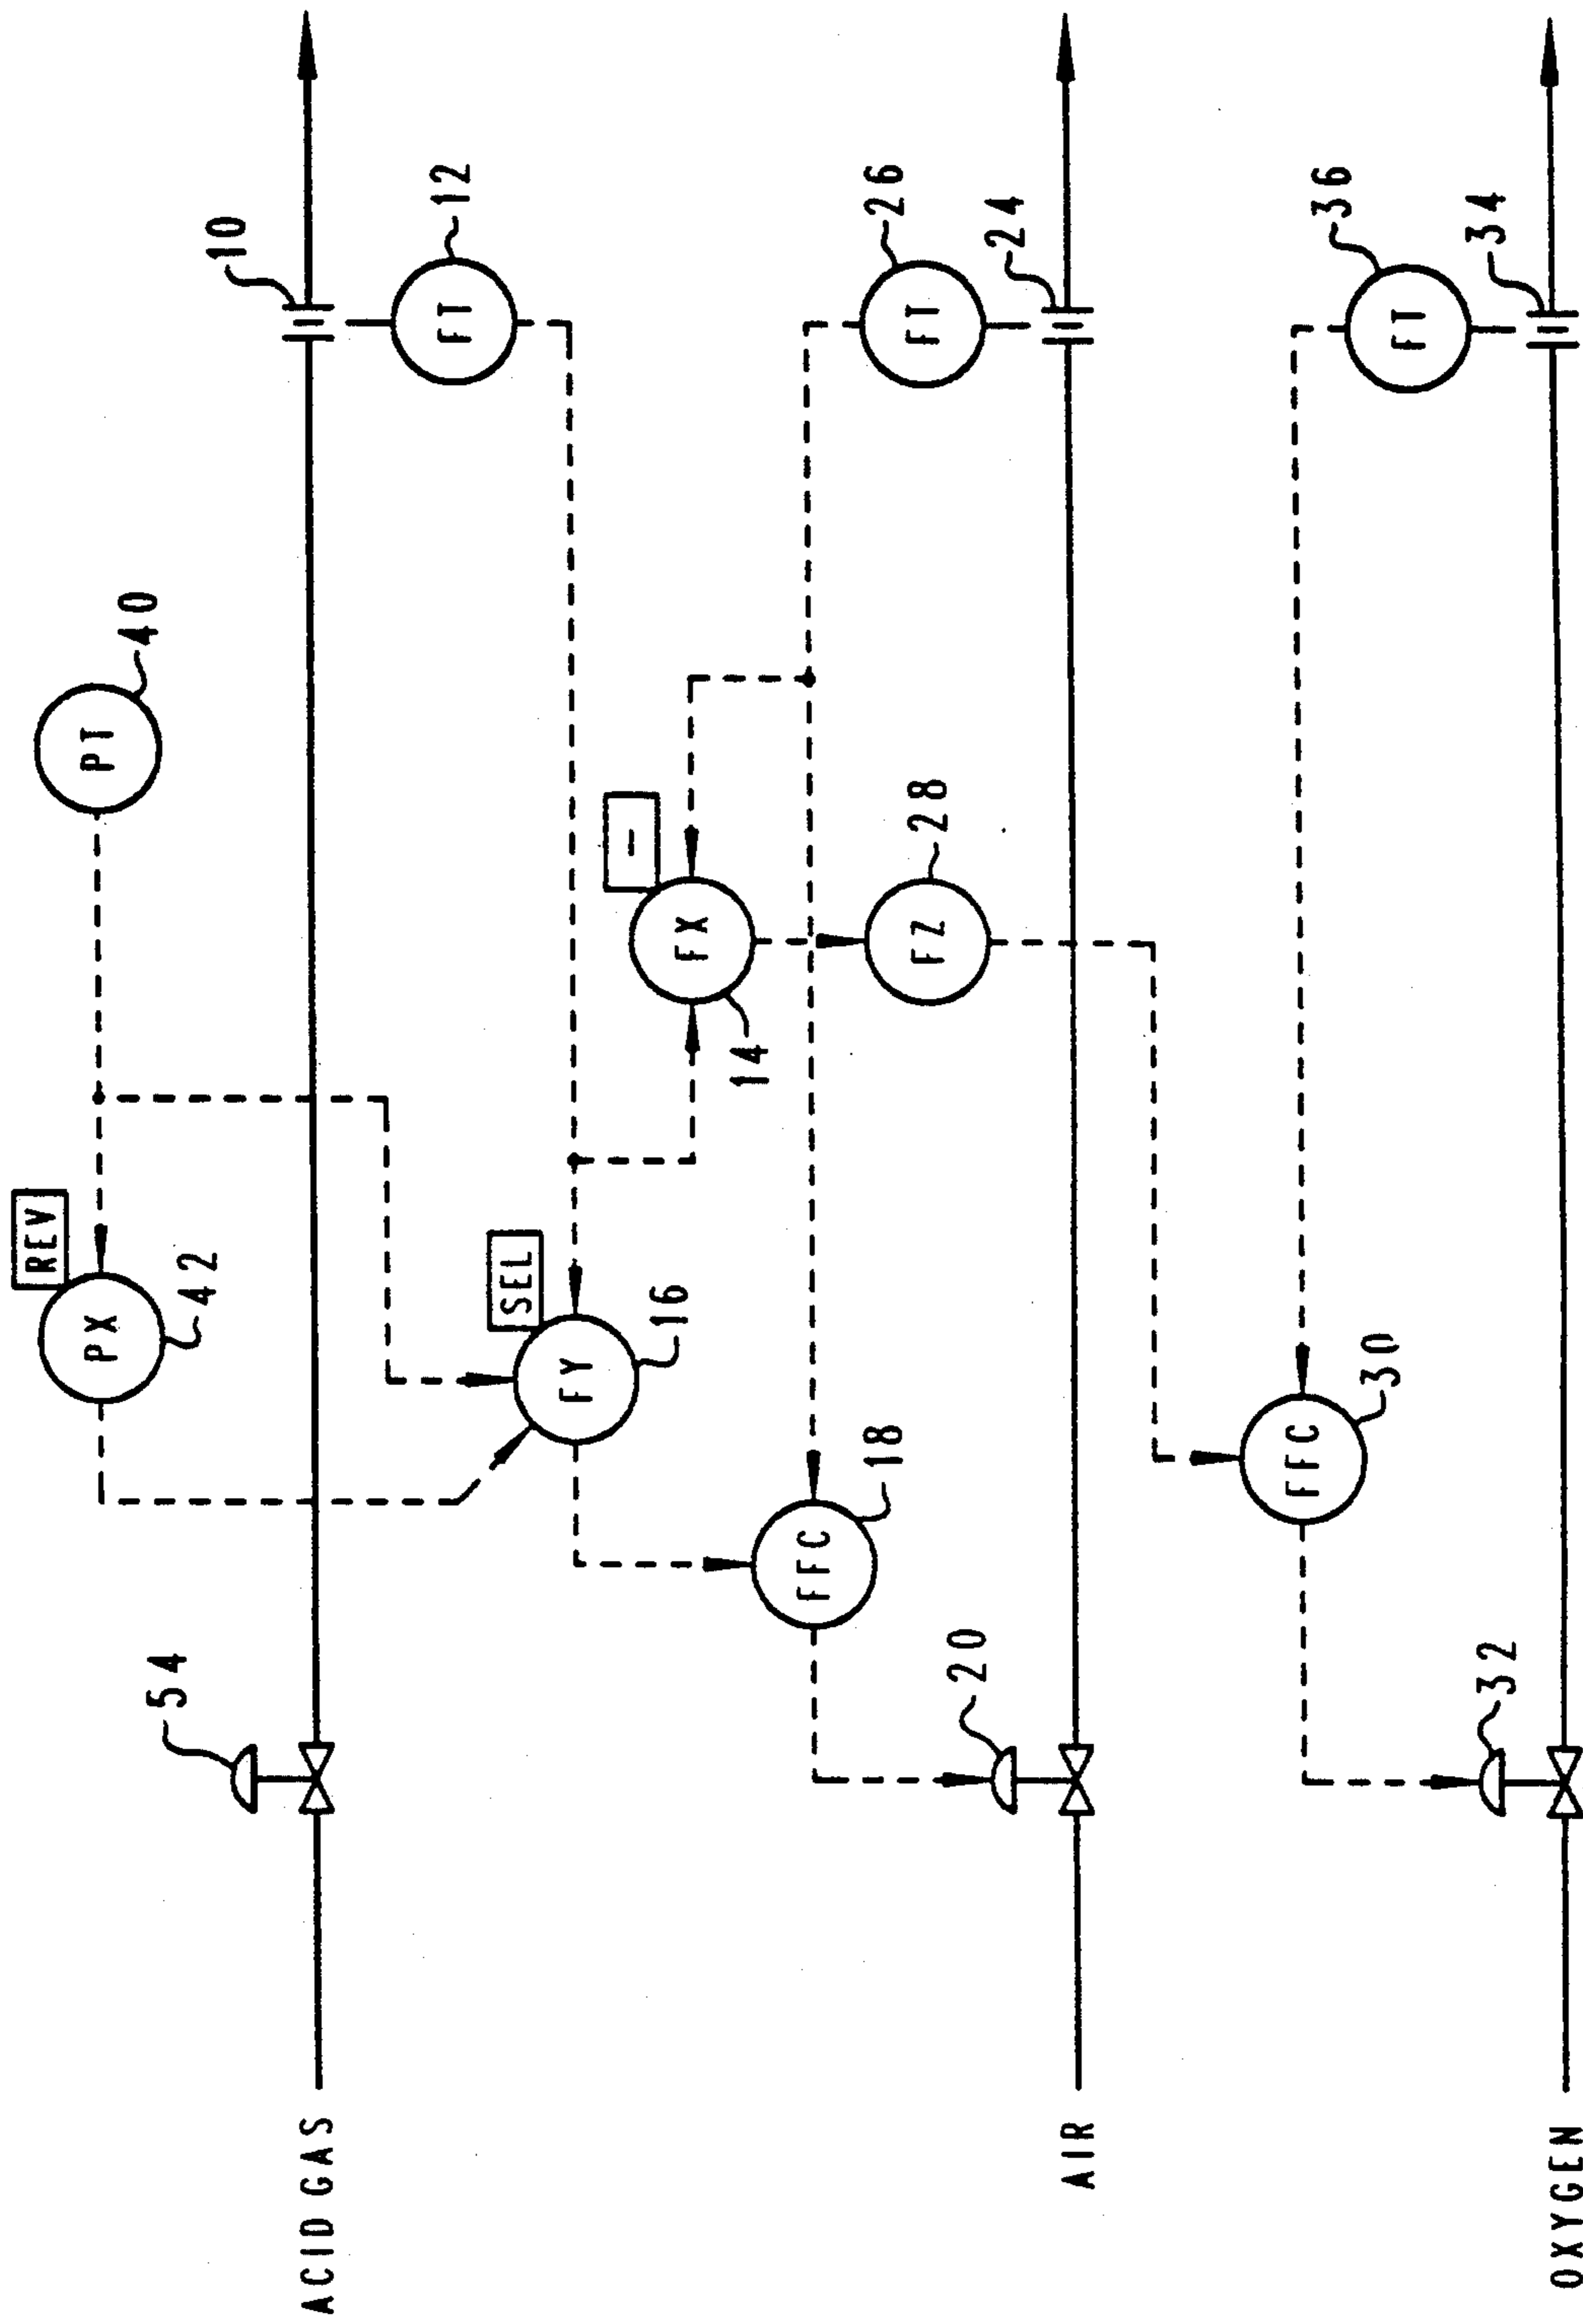 REV
PX
PT
40
54
42
10
ACID GAS
12
FT
SEL
FY
-
16
FX
14
FFC
18
26
FZ
28
FT
20
24
AIR
FFC
36
30
FT
34
32
OXYGEN